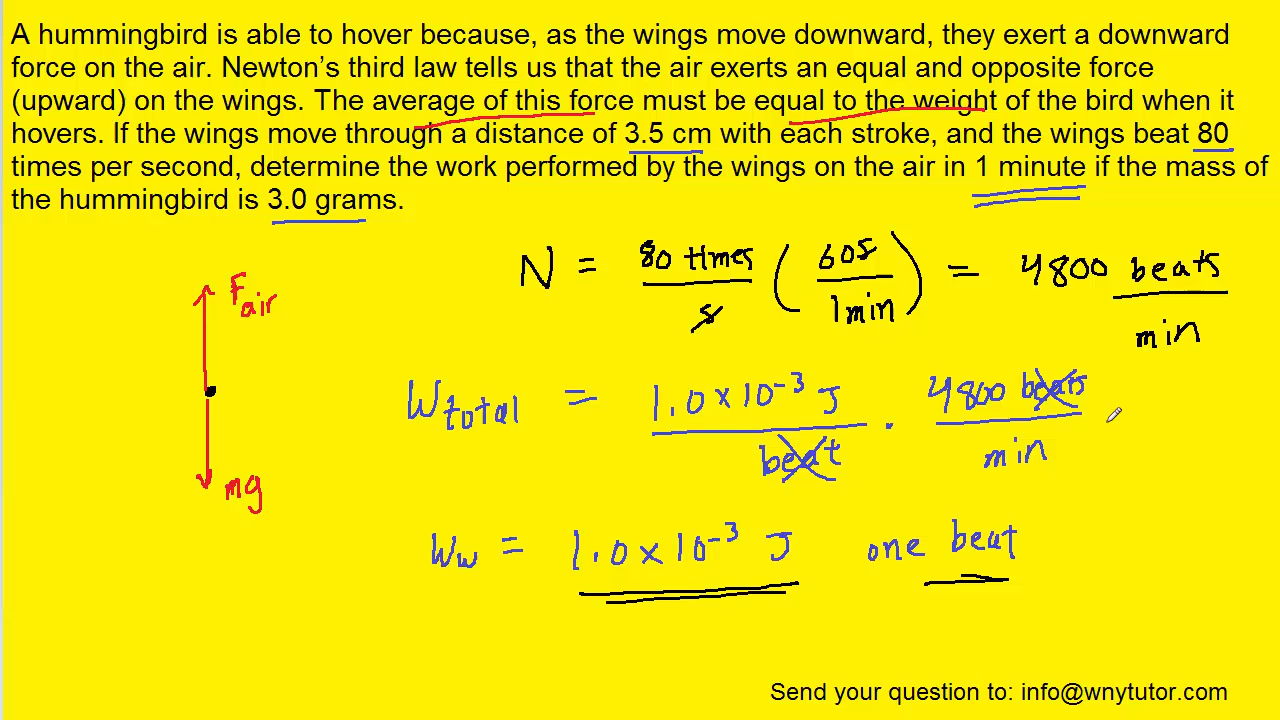 A hummingbird is able to hover because, as the wings move downward, they exert a downward
force on the air. Newton’s third law tells us that the air exerts an equal and opposite force
(upward) on the wings. The average of this force must be equal to the weight of the bird when it
hovers. If the wings move through a distance of 3.5 cm with each stroke, and the wings beat 80
times per second, determine the work performed by the wings on the air in 1 minute if the mass of
the hummingbird is 3.0 grams.
N = 80 times / s ( 60s / 1min ) = 4800 beats / min
Fair
mg
Wtotal = 1.0 x 10^-3 J / beat · 4800 beats / min
Ww = 1.0 x 10^-3 J one beat
Send your question to: info@wnytutor.com